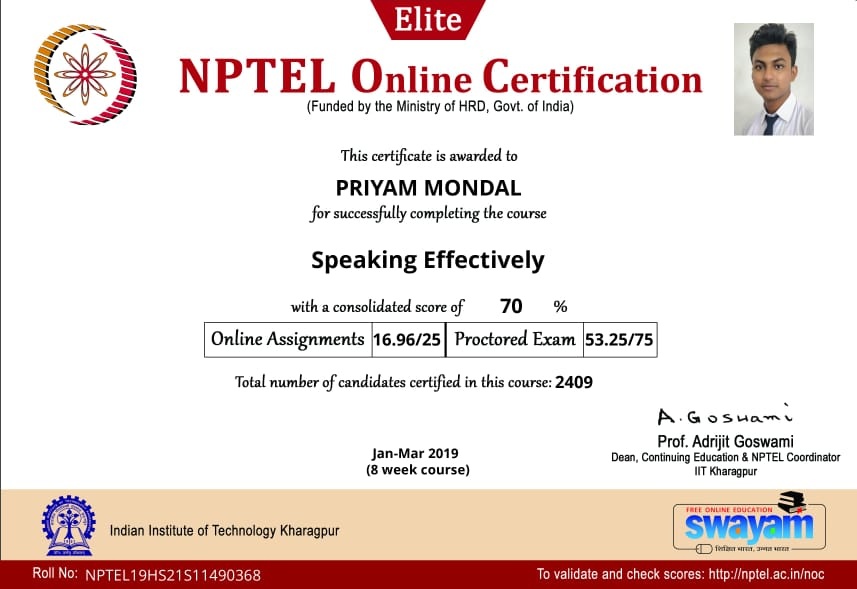 Elite
NPTEL Online Certification
(Funded by the Ministry of HRD, Govt. of India)
This certificate is awarded to
PRIYAM MONDAL
for successfully completing the course
Speaking Effectively
with a consolidated score of 70 %
Online Assignments 16.96/25 Proctored Exam 53.25/75
Total number of candidates certified in this course: 2409
A. Goswami
Prof. Adrijit Goswami
Dean, Continuing Education & NPTEL Coordinator
IIT Kharagpur
Jan-Mar 2019
(8 week course)
Indian Institute of Technology Kharagpur
FREE ONLINE EDUCATION
swayam
शिक्षित भारत, उन्नत भारत
Roll No: NPTEL19HS21S11490368
To validate and check scores: http://nptel.ac.in/noc